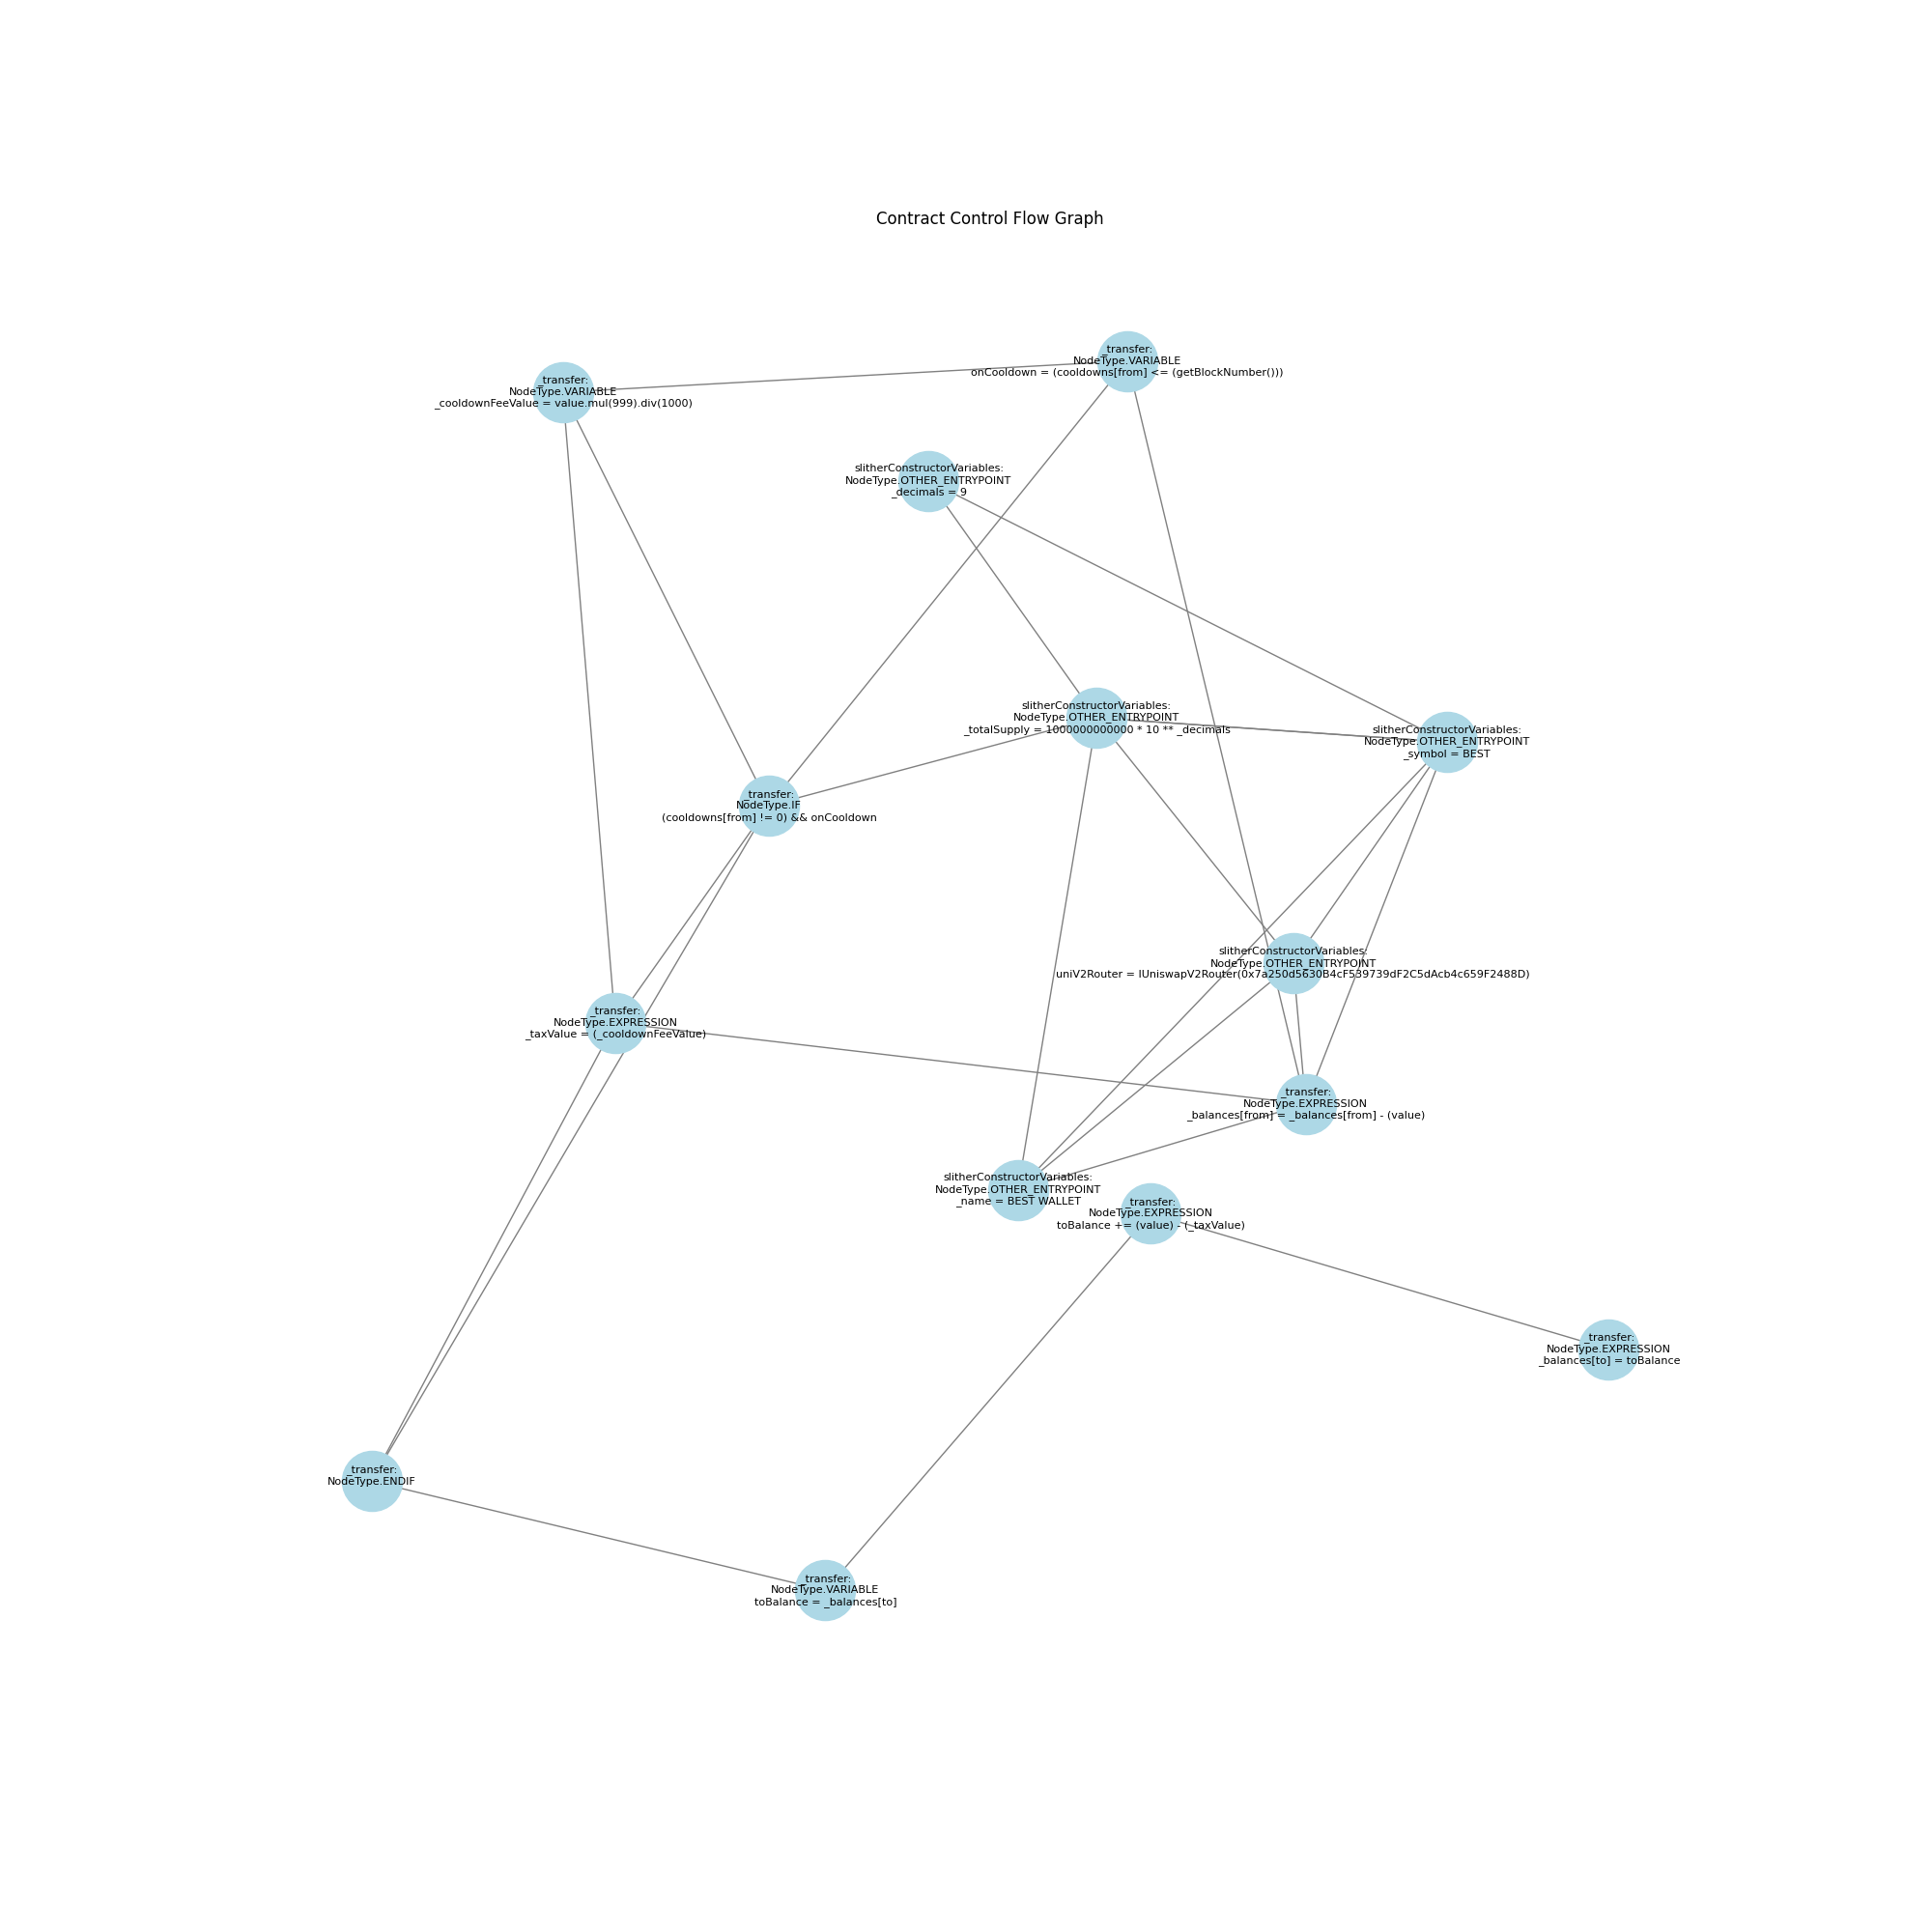 Contract Control Flow Graph
_transfer:
NodeType.VARIABLE
onCooldown = (cooldowns[from] <= (getBlockNumber()))
_transfer:
NodeType.VARIABLE
_cooldownFeeValue = value.mul(999).div(1000)
slitherConstructorVariables:
NodeType.OTHER_ENTRYPOINT
_decimals = 9
slitherConstructorVariables:
NodeType.OTHER_ENTRYPOINT
_totalSupply = 1000000000000 * 10 ** _decimals
slitherConstructorVariables:
NodeType.OTHER_ENTRYPOINT
_symbol = BEST
_transfer:
NodeType.IF
(cooldowns[from] != 0) && onCooldown
slitherConstructorVariables:
NodeType.OTHER_ENTRYPOINT
uniV2Router = IUniswapV2Router(0x7a250d5630B4cF539739dF2C5dAcb4c659F2488D)
_transfer:
NodeType.EXPRESSION
_taxValue = (_cooldownFeeValue)
_transfer:
NodeType.EXPRESSION
_balances[from] = _balances[from] - (value)
slitherConstructorVariables:
NodeType.OTHER_ENTRYPOINT
_name = BEST WALLET
_transfer:
NodeType.EXPRESSION
toBalance += (value) - (_taxValue)
_transfer:
NodeType.EXPRESSION
_balances[to] = toBalance
_transfer:
NodeType.ENDIF
_transfer:
NodeType.VARIABLE
toBalance = _balances[to]